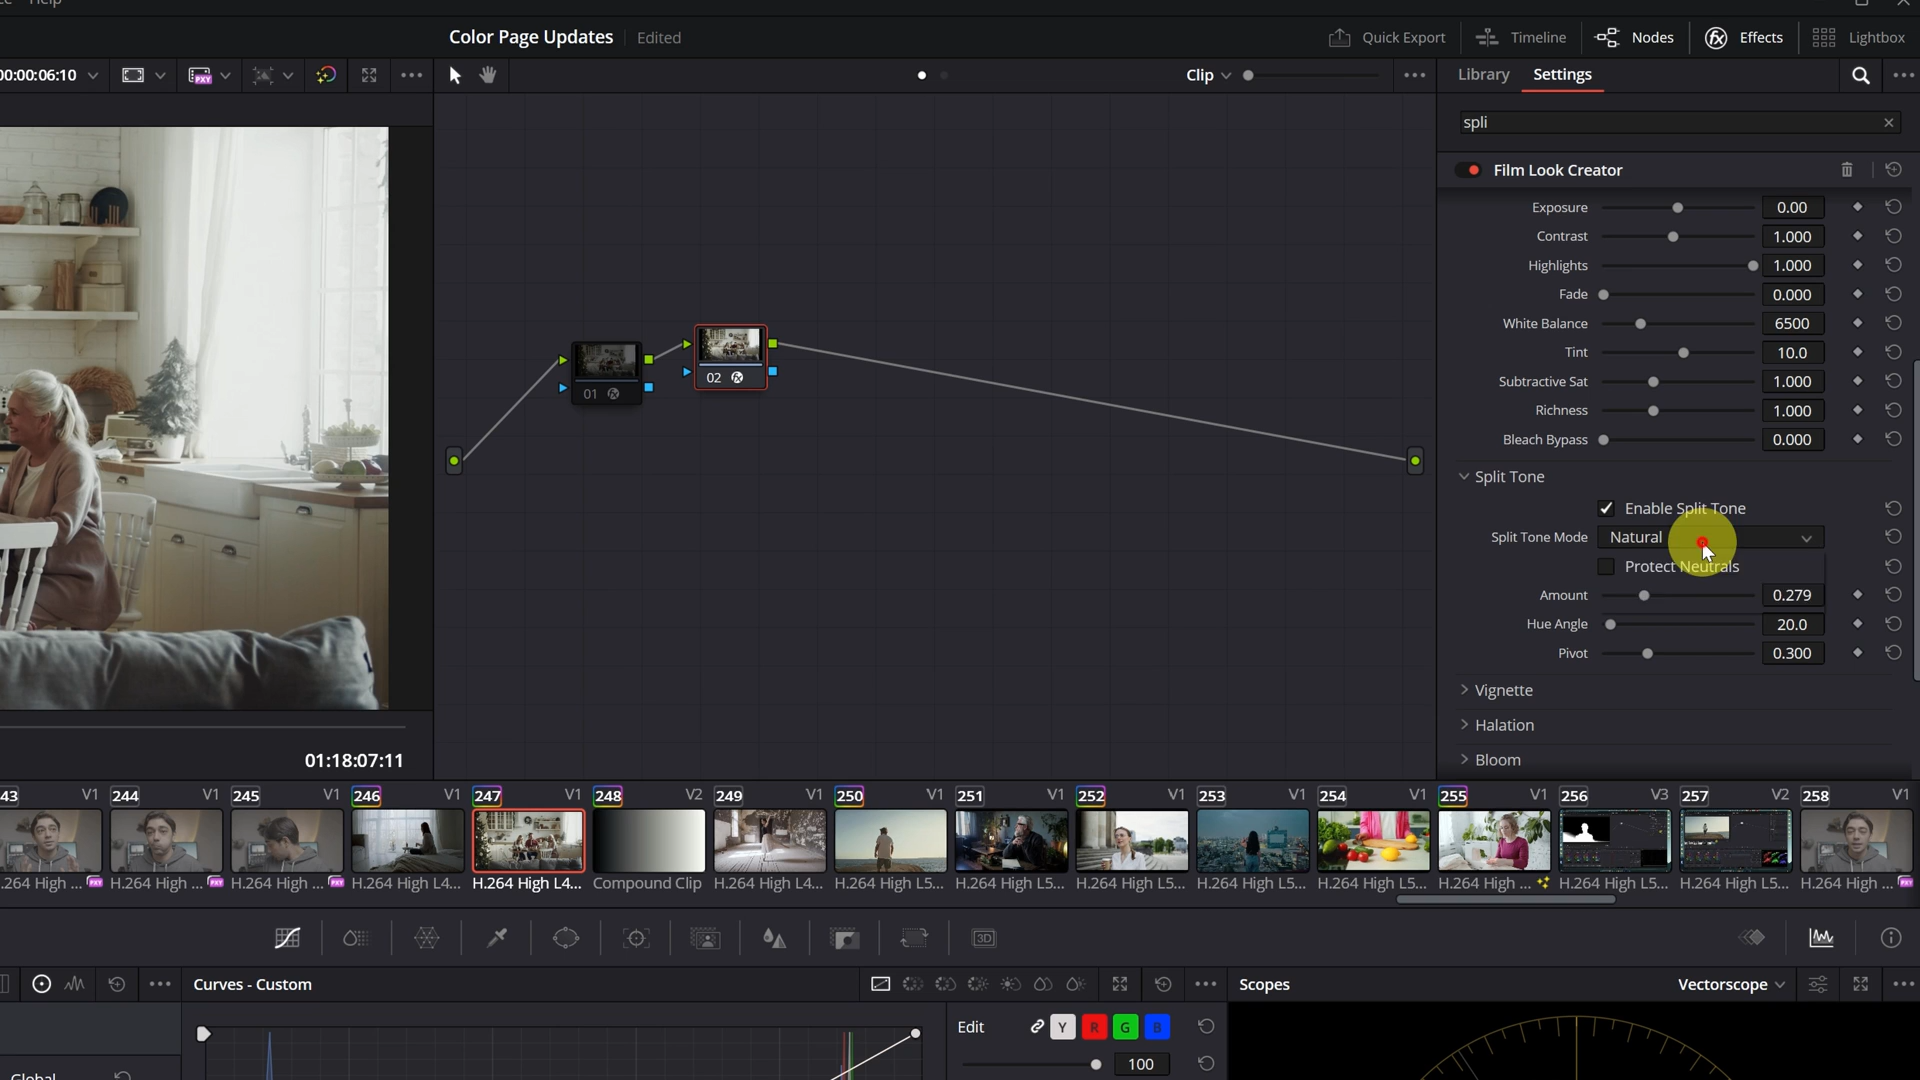 Help
Color Page Updates Edited
Quick Export Timeline Nodes Effects Lightbox
00:00:06:10 PXY Clip Library Settings
spli
Film Look Creator
Exposure 0.00
Contrast 1.000
Highlights 1.000
Fade 0.000
White Balance 6500
Tint 10.0
Subtractive Sat 1.000
Richness 1.000
Bleach Bypass 0.000
Split Tone
Enable Split Tone
Split Tone Mode Natural
Protect Neutrals
Amount 0.279
Hue Angle 20.0
Pivot 0.300
Vignette
Halation
Bloom
01
02
01:18:07:11
43 V1 244 V1 245 V1 246 V1 247 V1 248 V2 249 V1 250 V1 251 V1 252 V1 253 V1 254 V1 255 V1 256 V3 257 V2 258 V1
.264 High ... H.264 High ... H.264 High ... H.264 High L4... H.264 High L4... Compound Clip H.264 High L4... H.264 High L5... H.264 High L5... H.264 High L5... H.264 High L5... H.264 High L5... H.264 High ... H.264 High L5... H.264 High L5... H.264 High ...
3D
Curves - Custom Scopes Vectorscope
Edit Y R G B
100
Global